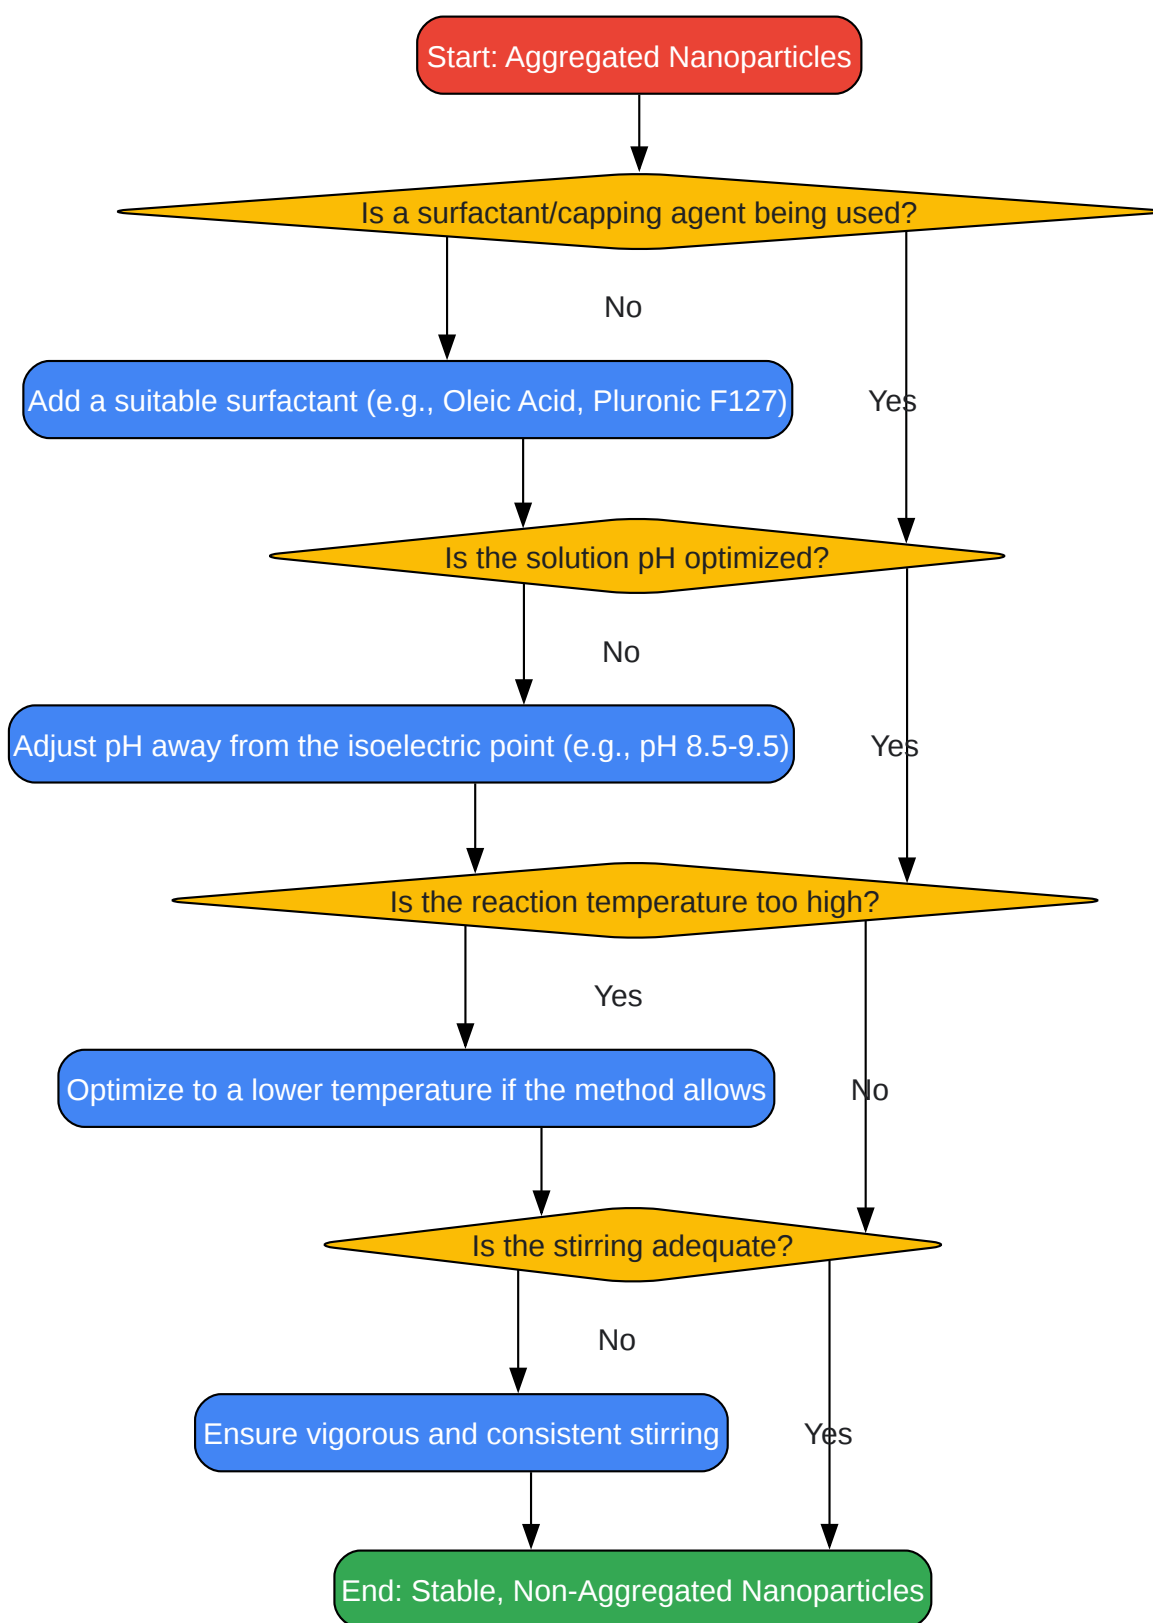 Start: Aggregated Nanoparticles
Is a surfactant/capping agent being used?
No
Add a suitable surfactant (e.g., Oleic Acid, Pluronic F127)
Yes
Is the solution pH optimized?
No
Adjust pH away from the isoelectric point (e.g., pH 8.5-9.5)
Yes
Is the reaction temperature too high?
Yes
Optimize to a lower temperature if the method allows
No
Is the stirring adequate?
No
Ensure vigorous and consistent stirring
Yes
End: Stable, Non-Aggregated Nanoparticles